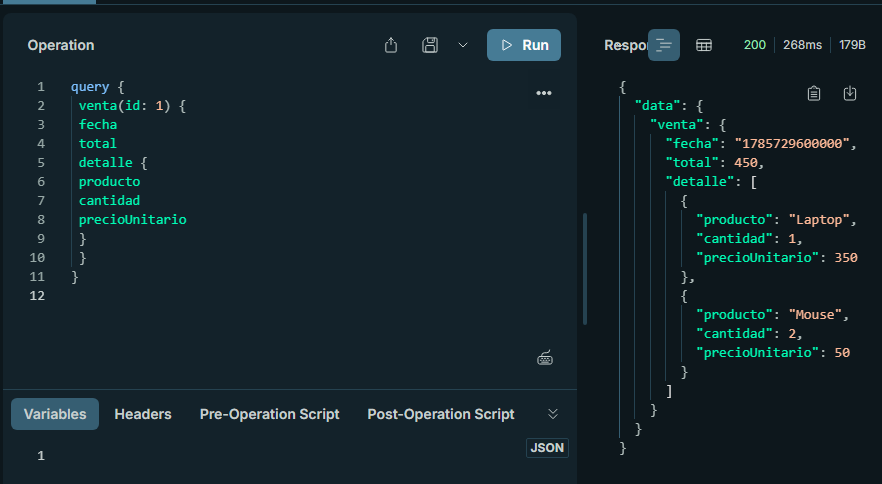 Operation
Run
1 query {
2 venta(id: 1) {
3 fecha
4 total
5 detalle {
6 producto
7 cantidad
8 precioUnitario
9 }
10 }
11 }
12
Variables Headers Pre-Operation Script Post-Operation Script
JSON
1
Respo 200 268ms 179B
{
"data": {
"venta": {
"fecha": "1785729600000",
"total": 450,
"detalle": [
{
"producto": "Laptop",
"cantidad": 1,
"precioUnitario": 350
},
{
"producto": "Mouse",
"cantidad": 2,
"precioUnitario": 50
}
]
}
}
}